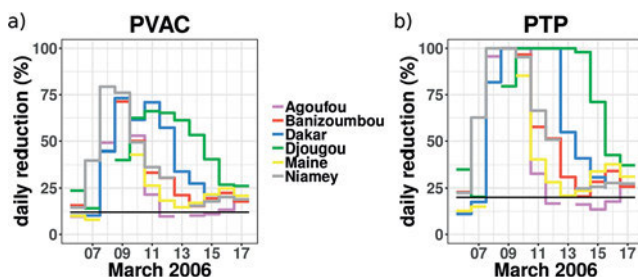 a) PVAC
daily reduction (%)
100
75
50
25
0
07 09 11 13 15 17
March 2006
Agoufou
Banizoumbou
Dakar
Djougou
Maine
Niamey
b) PTP
daily reduction (%)
100
75
50
25
0
07 09 11 13 15 17
March 2006